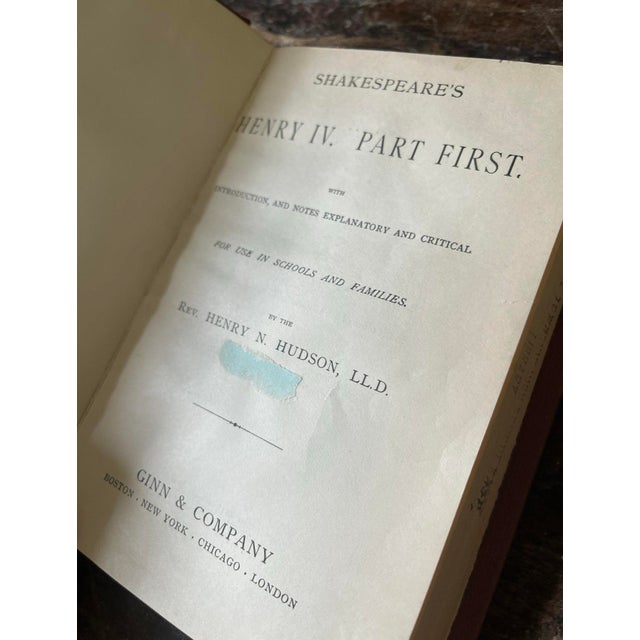 SHAKESPEARE'S
HENRY IV. PART FIRST.
WITH
INTRODUCTION, AND NOTES EXPLANATORY AND CRITICAL
FOR USE IN SCHOOLS AND FAMILIES.
BY THE
REV. HENRY N. HUDSON, LL.D.
GINN & COMPANY
BOSTON · NEW YORK · CHICAGO · LONDON